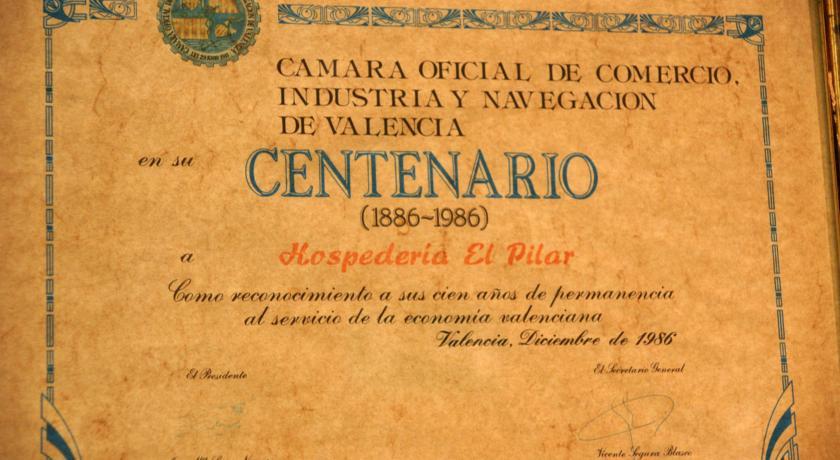 CAMARA OFICIAL DE COMERCIO,
INDUSTRIA Y NAVEGACION
DE VALENCIA
en su
CENTENARIO
(1886~1986)
a Hospedería El Pilar
Como reconocimiento a sus cien años de permanencia
al servicio de la economía valenciana
Valencia, Diciembre de 1986
El Presidente El Secretario General
Vicente Segura Blasco